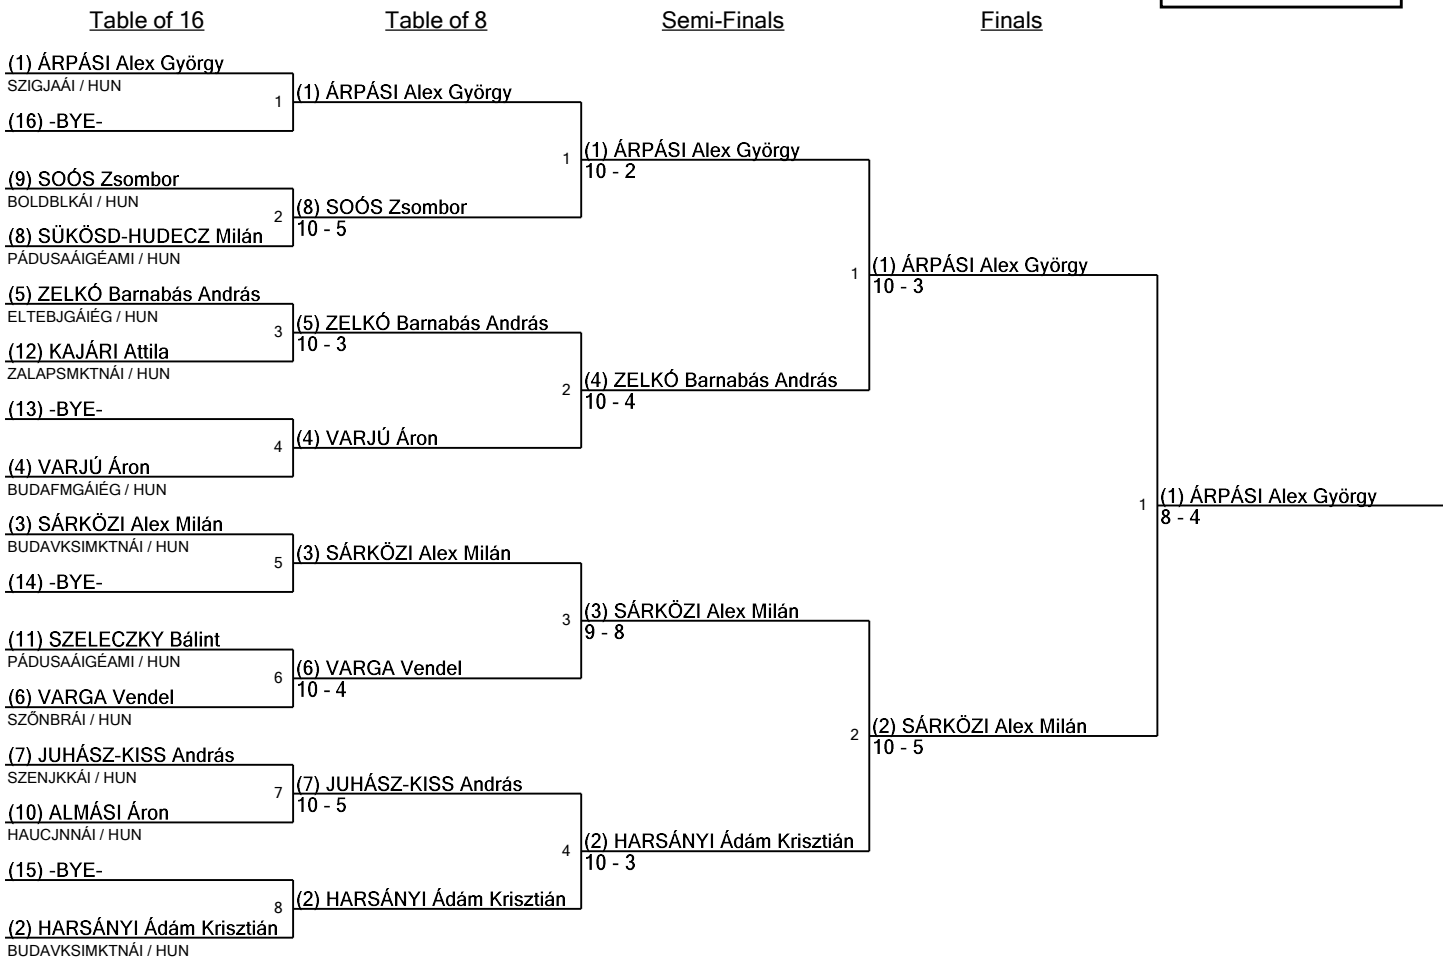 Table of 16
Table of 8
Semi-Finals
Finals
(1) ÁRPÁSI Alex György
SZIGJAÁI / HUN
1
(16) -BYE-
(9) SOÓS Zsombor
BOLDBLKÁI / HUN
2
(8) SÜKÖSD-HUDECZ Milán
PÁDUSAÁIGÉAMI / HUN
(5) ZELKÓ Barnabás András
ELTEBJGÁIÉG / HUN
3
(12) KAJÁRI Attila
ZALAPSMKTNÁI / HUN
(13) -BYE-
4
(4) VARJÚ Áron
BUDAFMGÁIÉG / HUN
(3) SÁRKÖZI Alex Milán
BUDAVKSIMKTNÁI / HUN
5
(14) -BYE-
(11) SZELECZKY Bálint
PÁDUSAÁIGÉAMI / HUN
6
(6) VARGA Vendel
SZŐNBRÁI / HUN
(7) JUHÁSZ-KISS András
SZENJKKÁI / HUN
7
(10) ALMÁSI Áron
HAUCJNNÁI / HUN
(15) -BYE-
8
(2) HARSÁNYI Ádám Krisztián
BUDAVKSIMKTNÁI / HUN
(1) ÁRPÁSI Alex György
1
(8) SOÓS Zsombor
10 - 5
(5) ZELKÓ Barnabás András
10 - 3
2
(4) VARJÚ Áron
(3) SÁRKÖZI Alex Milán
3
(6) VARGA Vendel
10 - 4
(7) JUHÁSZ-KISS András
10 - 5
4
(2) HARSÁNYI Ádám Krisztián
(1) ÁRPÁSI Alex György
10 - 2
1
(4) ZELKÓ Barnabás András
10 - 4
(3) SÁRKÖZI Alex Milán
9 - 8
2
(2) HARSÁNYI Ádám Krisztián
10 - 3
(1) ÁRPÁSI Alex György
10 - 3
1
(2) SÁRKÖZI Alex Milán
10 - 5
(1) ÁRPÁSI Alex György
8 - 4